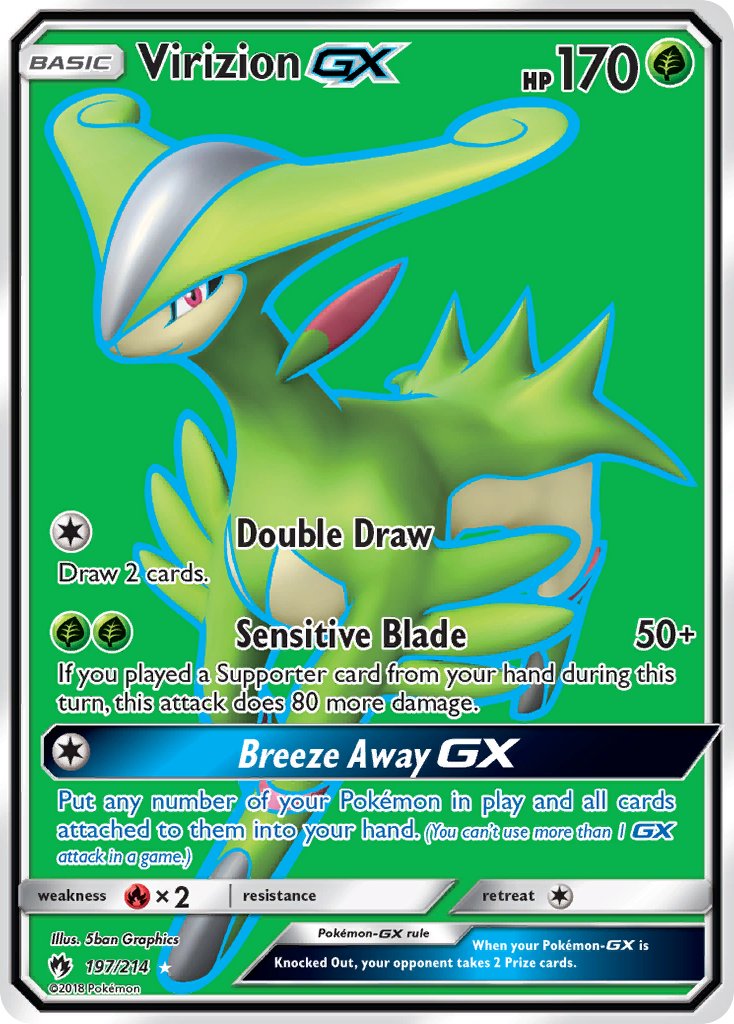 BASIC Virizion GX HP 170
Double Draw
Draw 2 cards.
Sensitive Blade 50+
If you played a Supporter card from your hand during this
turn, this attack does 80 more damage.
Breeze Away GX
Put any number of your Pokémon in play and all cards
attached to them into your hand. (You can't use more than 1 GX
attack in a game.)
weakness ×2 resistance retreat
Illus. 5ban Graphics
197/214
©2018 Pokémon
Pokémon-GX rule
When your Pokémon-GX is
Knocked Out, your opponent takes 2 Prize cards.